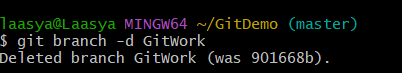 laasya@Laasya MINGW64 ~/GitDemo (master)
$ git branch -d GitWork
Deleted branch GitWork (was 901668b).